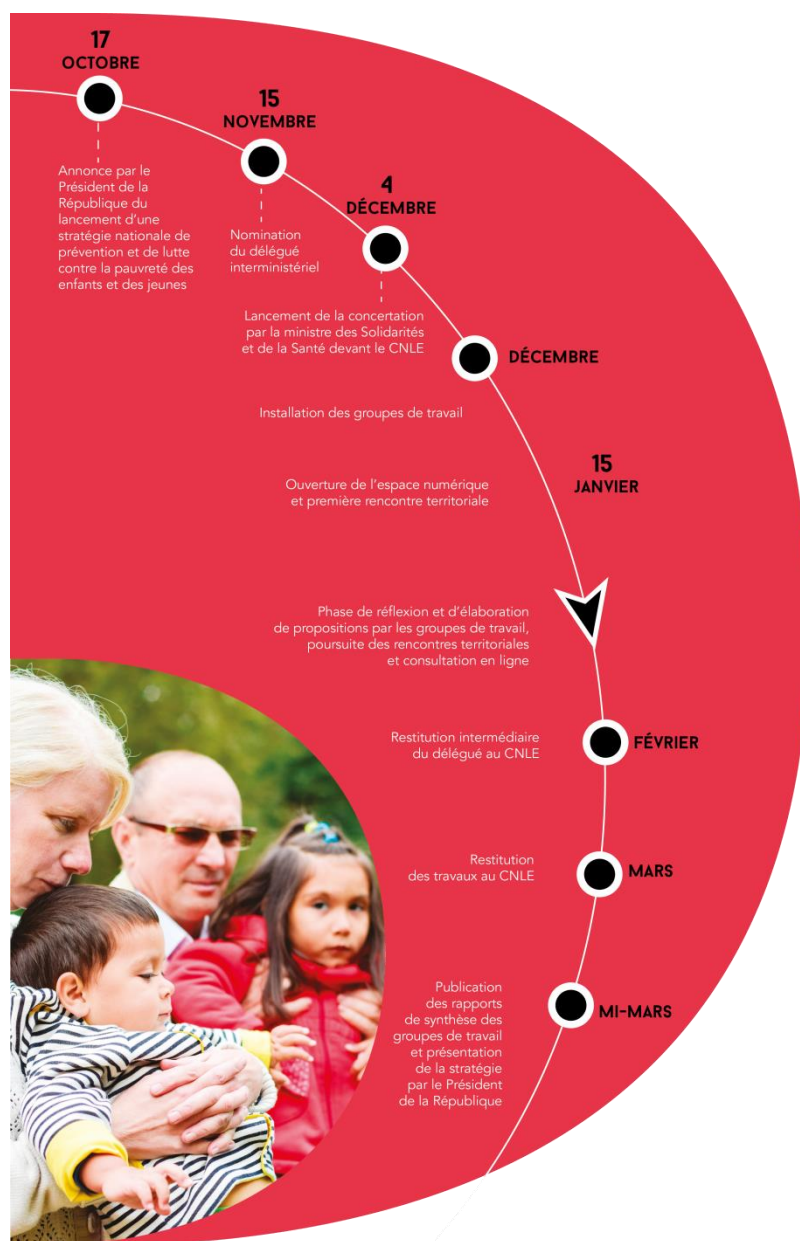 17
OCTOBRE
Annonce par le
Président de la
République du
lancement d’une
stratégie nationale de
prévention et de lutte
contre la pauvreté des
enfants et des jeunes
15
NOVEMBRE
Nomination
du délégué
interministériel
4
DÉCEMBRE
Lancement de la concertation
par la ministre des Solidarités
et de la Santé devant le CNLE
DÉCEMBRE
Installation des groupes de travail
15
JANVIER
Ouverture de l’espace numérique
et première rencontre territoriale
Phase de réflexion et d’élaboration
de propositions par les groupes de travail,
poursuite des rencontres territoriales
et consultation en ligne
FÉVRIER
Restitution intermédiaire
du délégué au CNLE
MARS
Restitution
des travaux au CNLE
MI-MARS
Publication
des rapports
de synthèse des
groupes de travail
et présentation
de la stratégie
par le Président
de la République